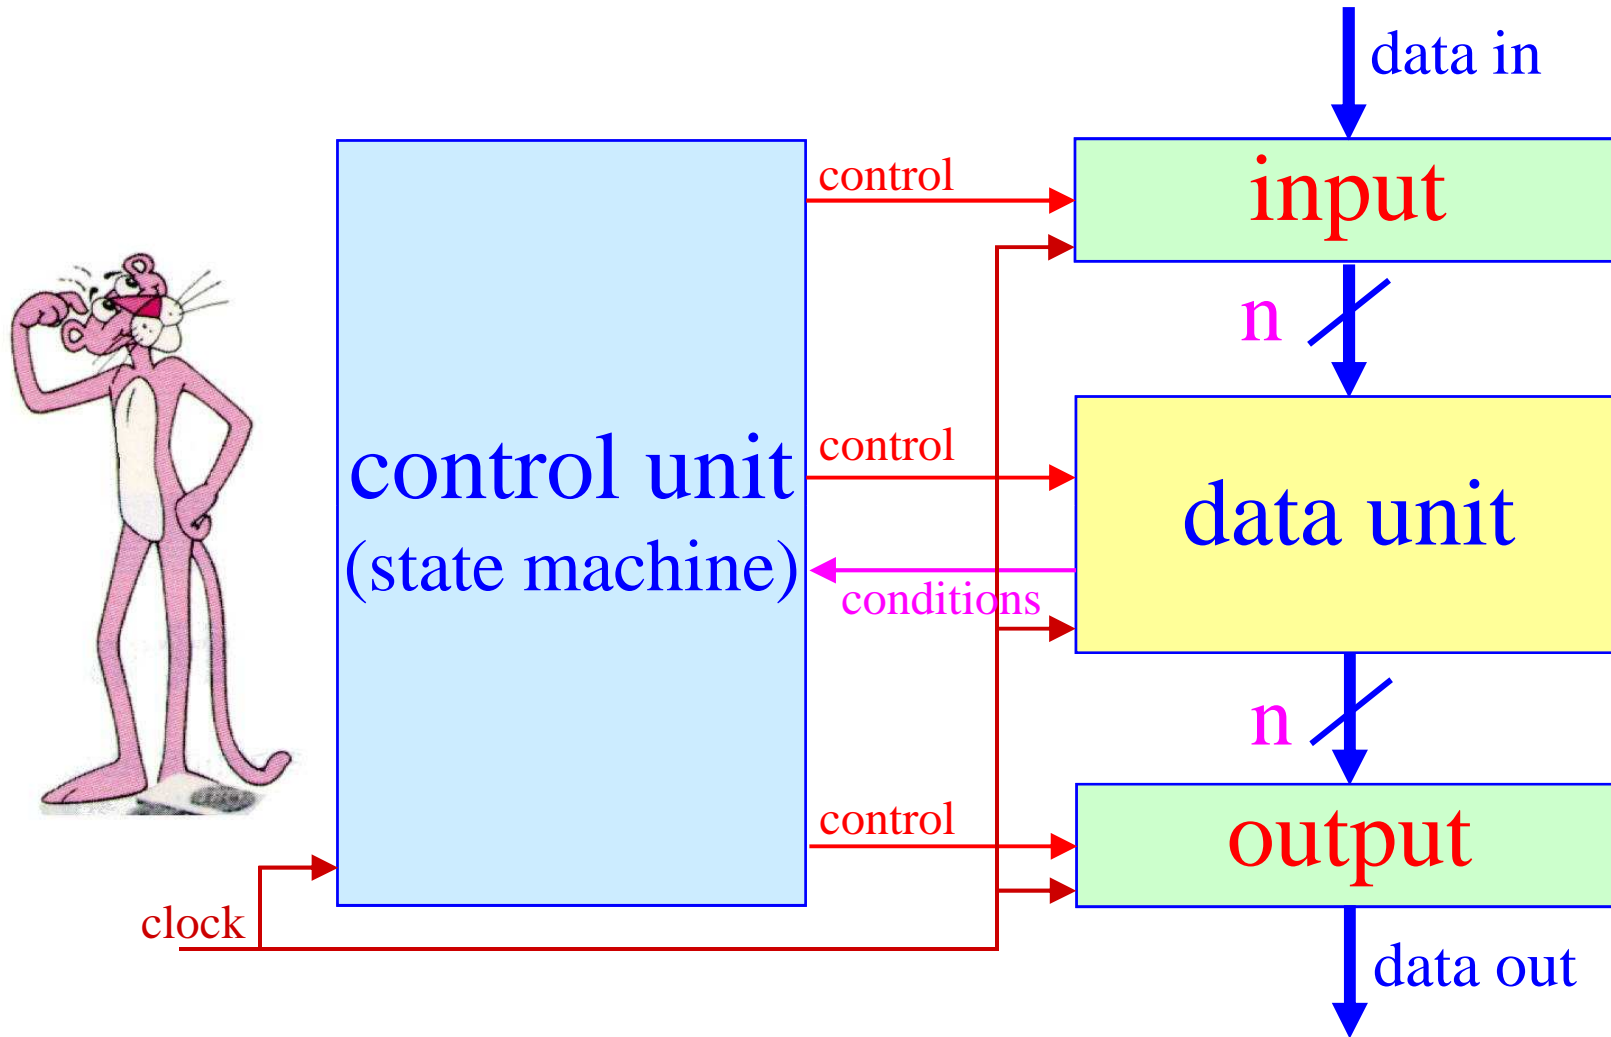 data in
control
input
n
control
control unit
(state machine)
data unit
conditions
n
control
output
clock
data out